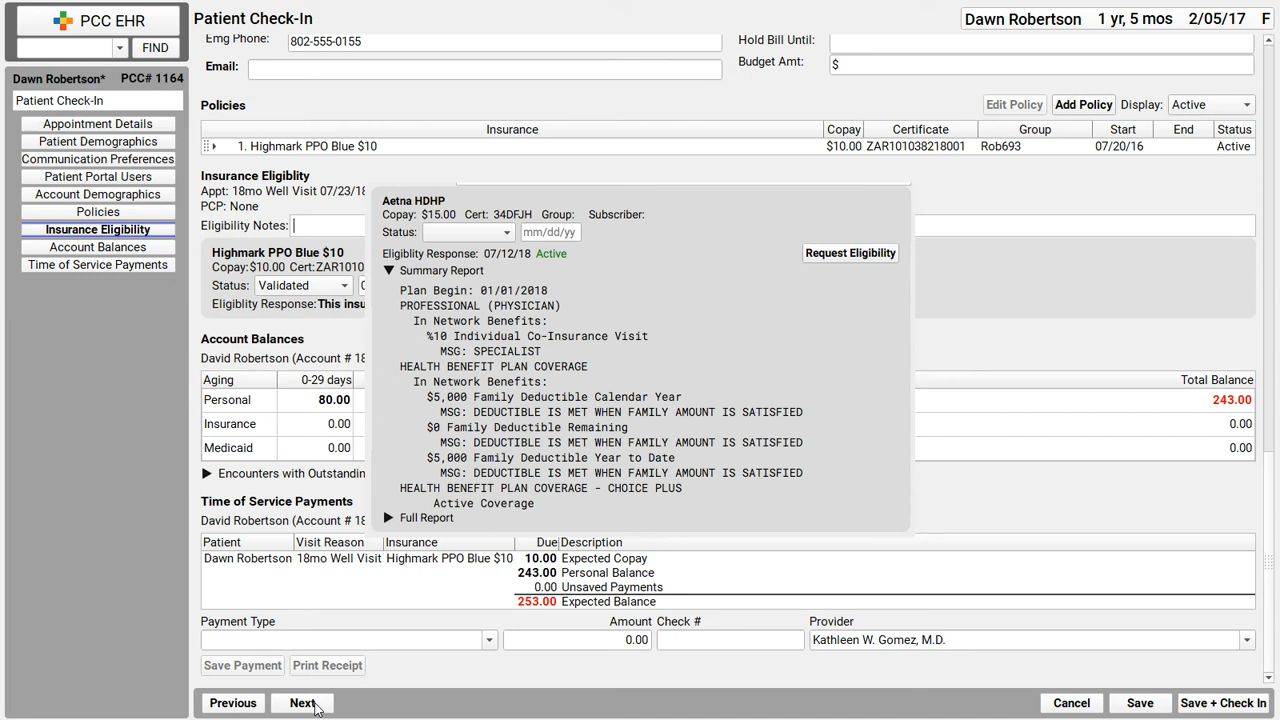 PCC EHR
FIND
Patient Check-In
Dawn Robertson 1 yr, 5 mos 2/05/17 F
Dawn Robertson* PCC# 1164
Patient Check-In
Appointment Details
Patient Demographics
Communication Preferences
Patient Portal Users
Account Demographics
Policies
Insurance Eligibility
Account Balances
Time of Service Payments
Emg Phone: 802-555-0155
Hold Bill Until:
Email:
Budget Amt: $
Policies Edit Policy Add Policy Display: Active
Insurance Copay Certificate Group Start End Status
1. Highmark PPO Blue $10 $10.00 ZAR101038218001 Rob693 07/20/16 Active
Insurance Eligiblity
Appt: 18mo Well Visit 07/23/18
PCP: None
Eligiblity Notes:
Highmark PPO Blue $10
Copay:$10.00 Cert:ZAR1010
Status: Validated
Eligiblity Response: This insu
Aetna HDHP
Copay: $15.00 Cert: 34DFJH Group: Subscriber:
Status: mm/dd/yy
Eligiblity Response: 07/12/18 Active
Request Eligibility
Summary Report
Plan Begin: 01/01/2018
PROFESSIONAL (PHYSICIAN)
In Network Benefits:
%10 Individual Co-Insurance Visit
MSG: SPECIALIST
HEALTH BENEFIT PLAN COVERAGE
In Network Benefits:
$5,000 Family Deductible Calendar Year
MSG: DEDUCTIBLE IS MET WHEN FAMILY AMOUNT IS SATISFIED
$0 Family Deductible Remaining
MSG: DEDUCTIBLE IS MET WHEN FAMILY AMOUNT IS SATISFIED
$5,000 Family Deductible Year to Date
MSG: DEDUCTIBLE IS MET WHEN FAMILY AMOUNT IS SATISFIED
HEALTH BENEFIT PLAN COVERAGE - CHOICE PLUS
Active Coverage
Full Report
Account Balances
David Robertson (Account # 18
Aging 0-29 days Total Balance
Personal 80.00 243.00
Insurance 0.00 0.00
Medicaid 0.00 0.00
Encounters with Outstandin
Time of Service Payments
David Robertson (Account # 18
Patient Visit Reason Insurance Due Description
Dawn Robertson 18mo Well Visit Highmark PPO Blue $10 10.00 Expected Copay
243.00 Personal Balance
0.00 Unsaved Payments
253.00 Expected Balance
Payment Type Amount Check # Provider
0.00 Kathleen W. Gomez, M.D.
Save Payment Print Receipt
Previous Next Cancel Save Save + Check In